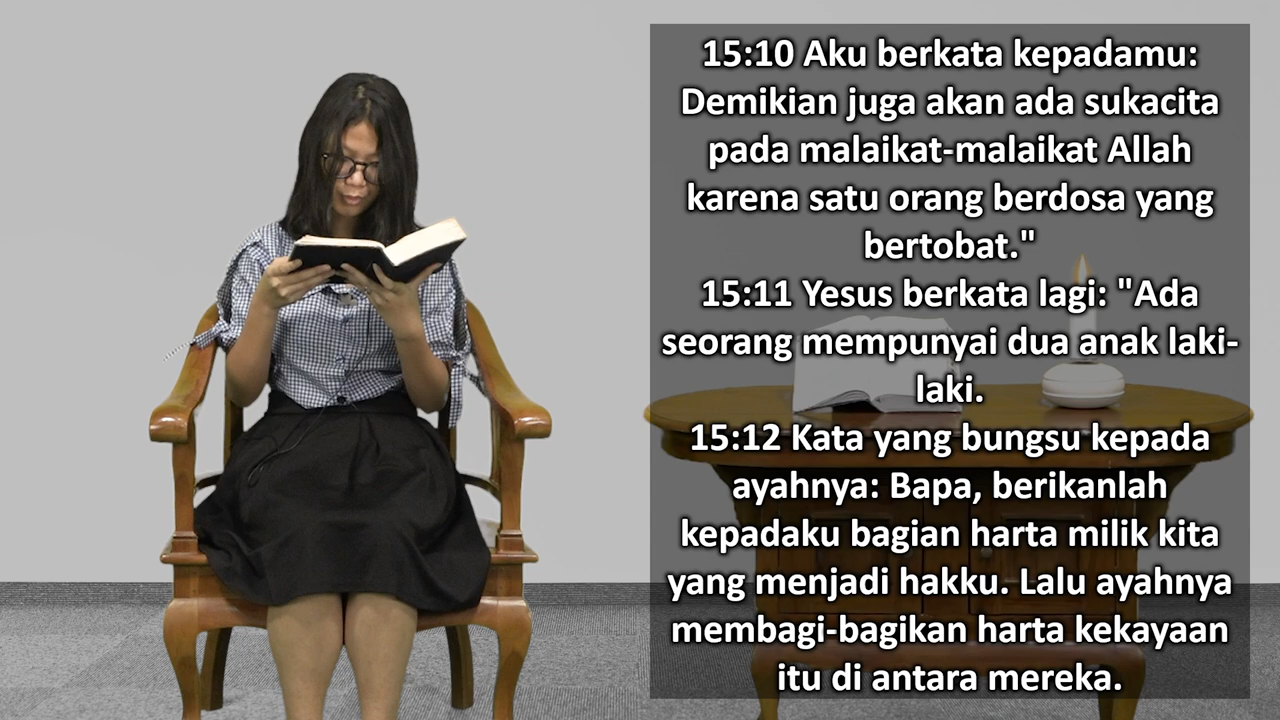 15:10 Aku berkata kepadamu:
Demikian juga akan ada sukacita
pada malaikat-malaikat Allah
karena satu orang berdosa yang
bertobat."
15:11 Yesus berkata lagi: "Ada
seorang mempunyai dua anak laki-
laki.
15:12 Kata yang bungsu kepada
ayahnya: Bapa, berikanlah
kepadaku bagian harta milik kita
yang menjadi hakku. Lalu ayahnya
membagi-bagikan harta kekayaan
itu di antara mereka.